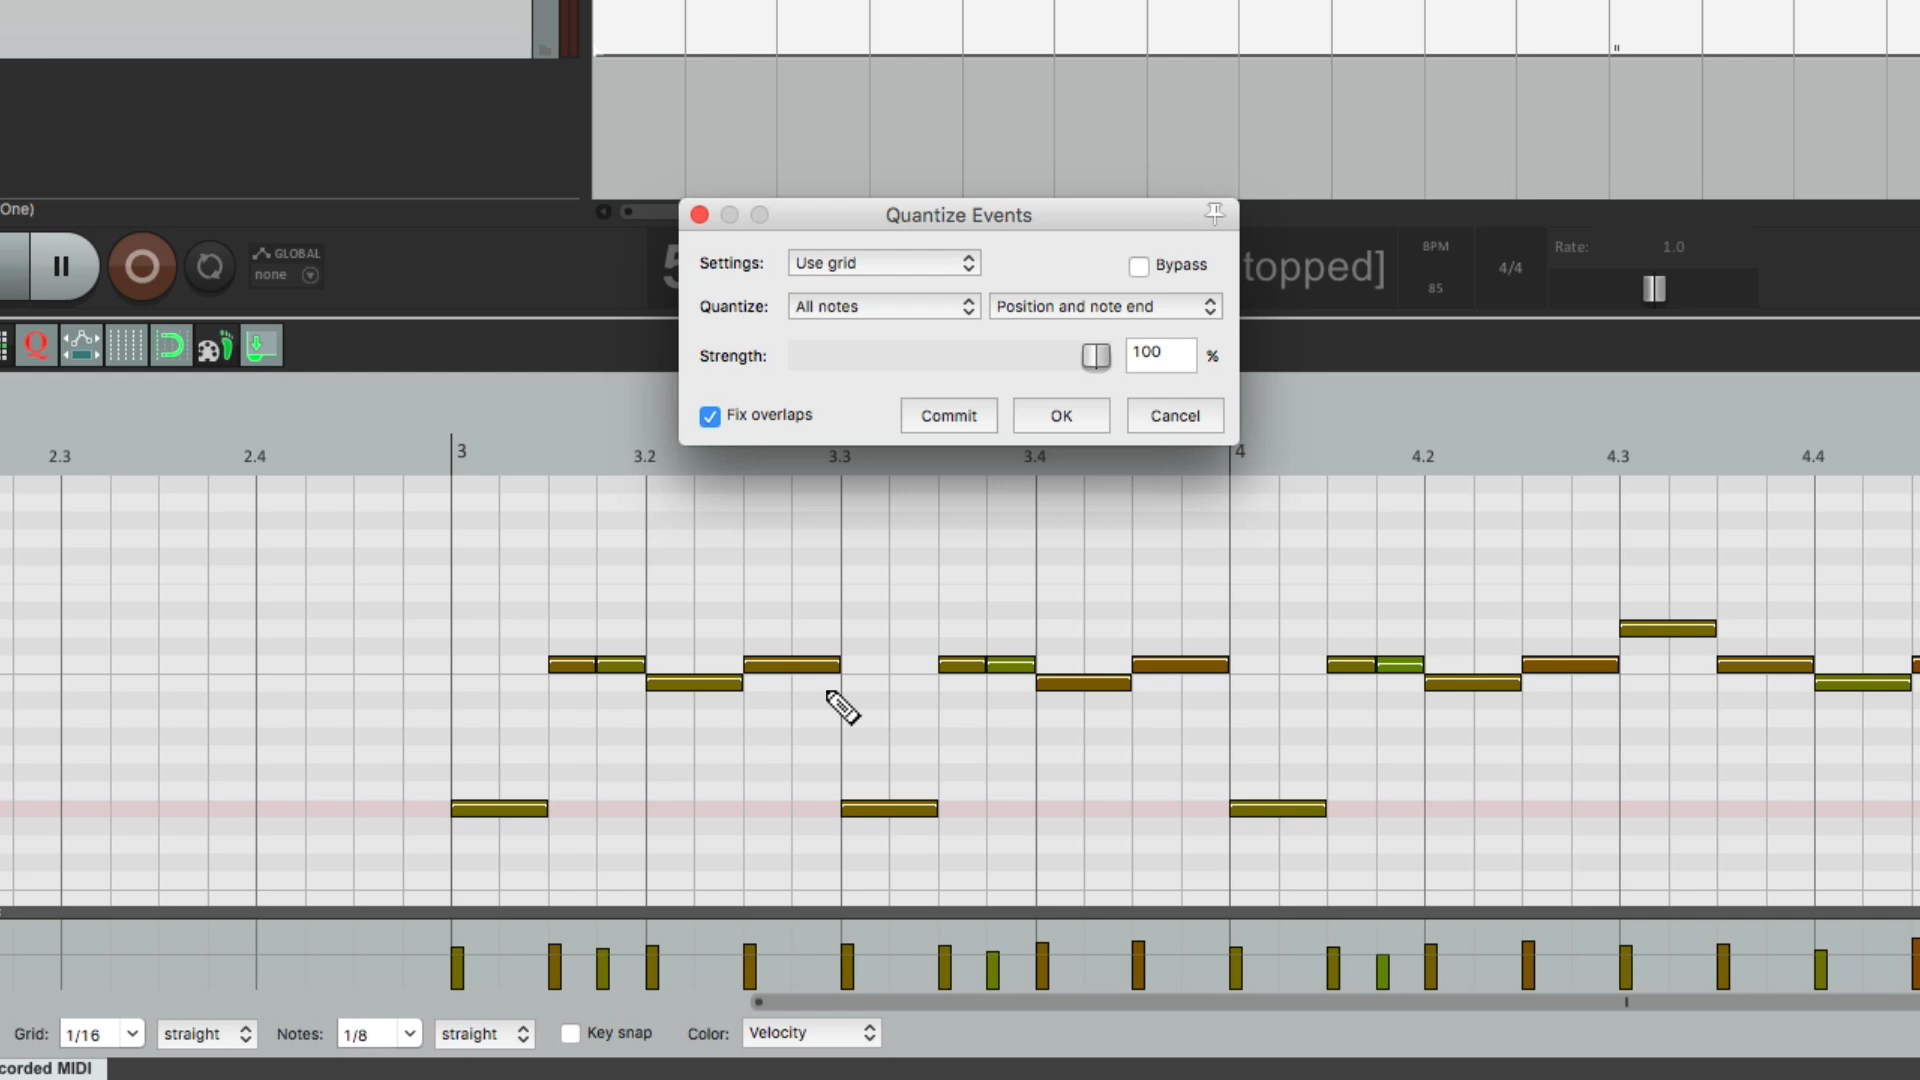 One)
GLOBAL
none
5
topped]
BPM
85
4/4
Rate: 1.0
Quantize Events
Settings: Use grid
Bypass
Quantize: All notes Position and note end
Strength: 100 %
Fix overlaps Commit OK Cancel
Q
2.3 2.4 3 3.2 3.3 3.4 4 4.2 4.3 4.4
Grid: 1/16 straight Notes: 1/8 straight Key snap Color: Velocity
corded MIDI